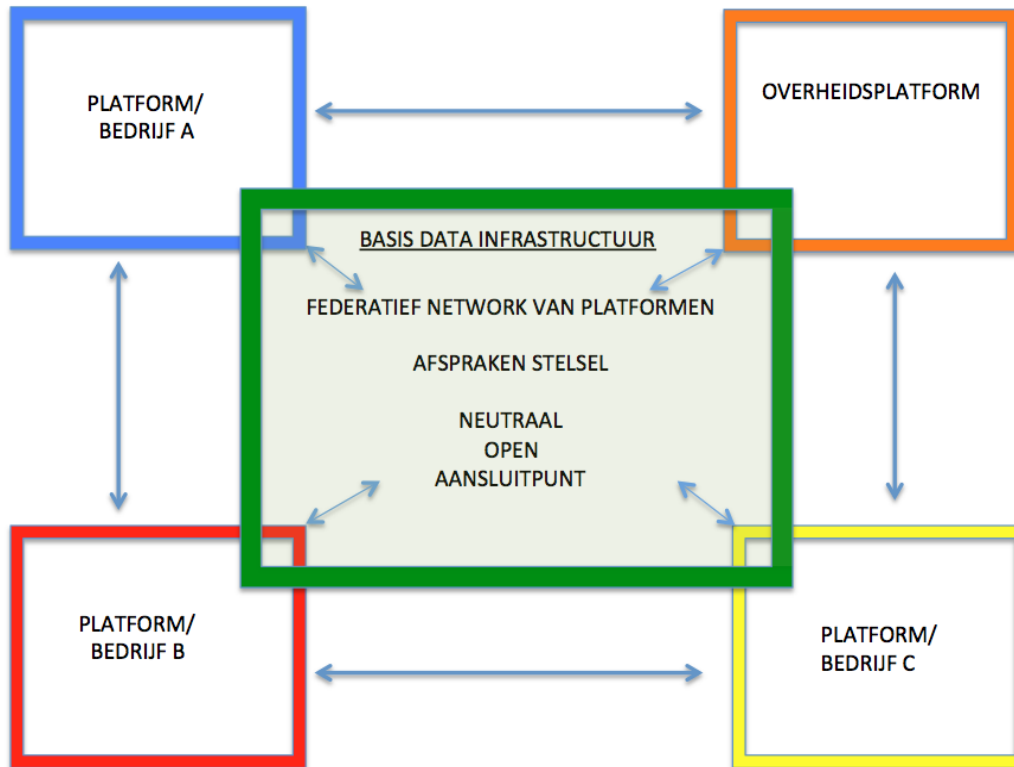 PLATFORM/
BEDRIJF A
OVERHEIDSPLATFORM
BASIS DATA INFRASTRUCTUUR
FEDERATIEF NETWORK VAN PLATFORMEN
AFSPRAKEN STELSEL
NEUTRAAL
OPEN
AANSLUITPUNT
PLATFORM/
BEDRIJF B
PLATFORM/
BEDRIJF C